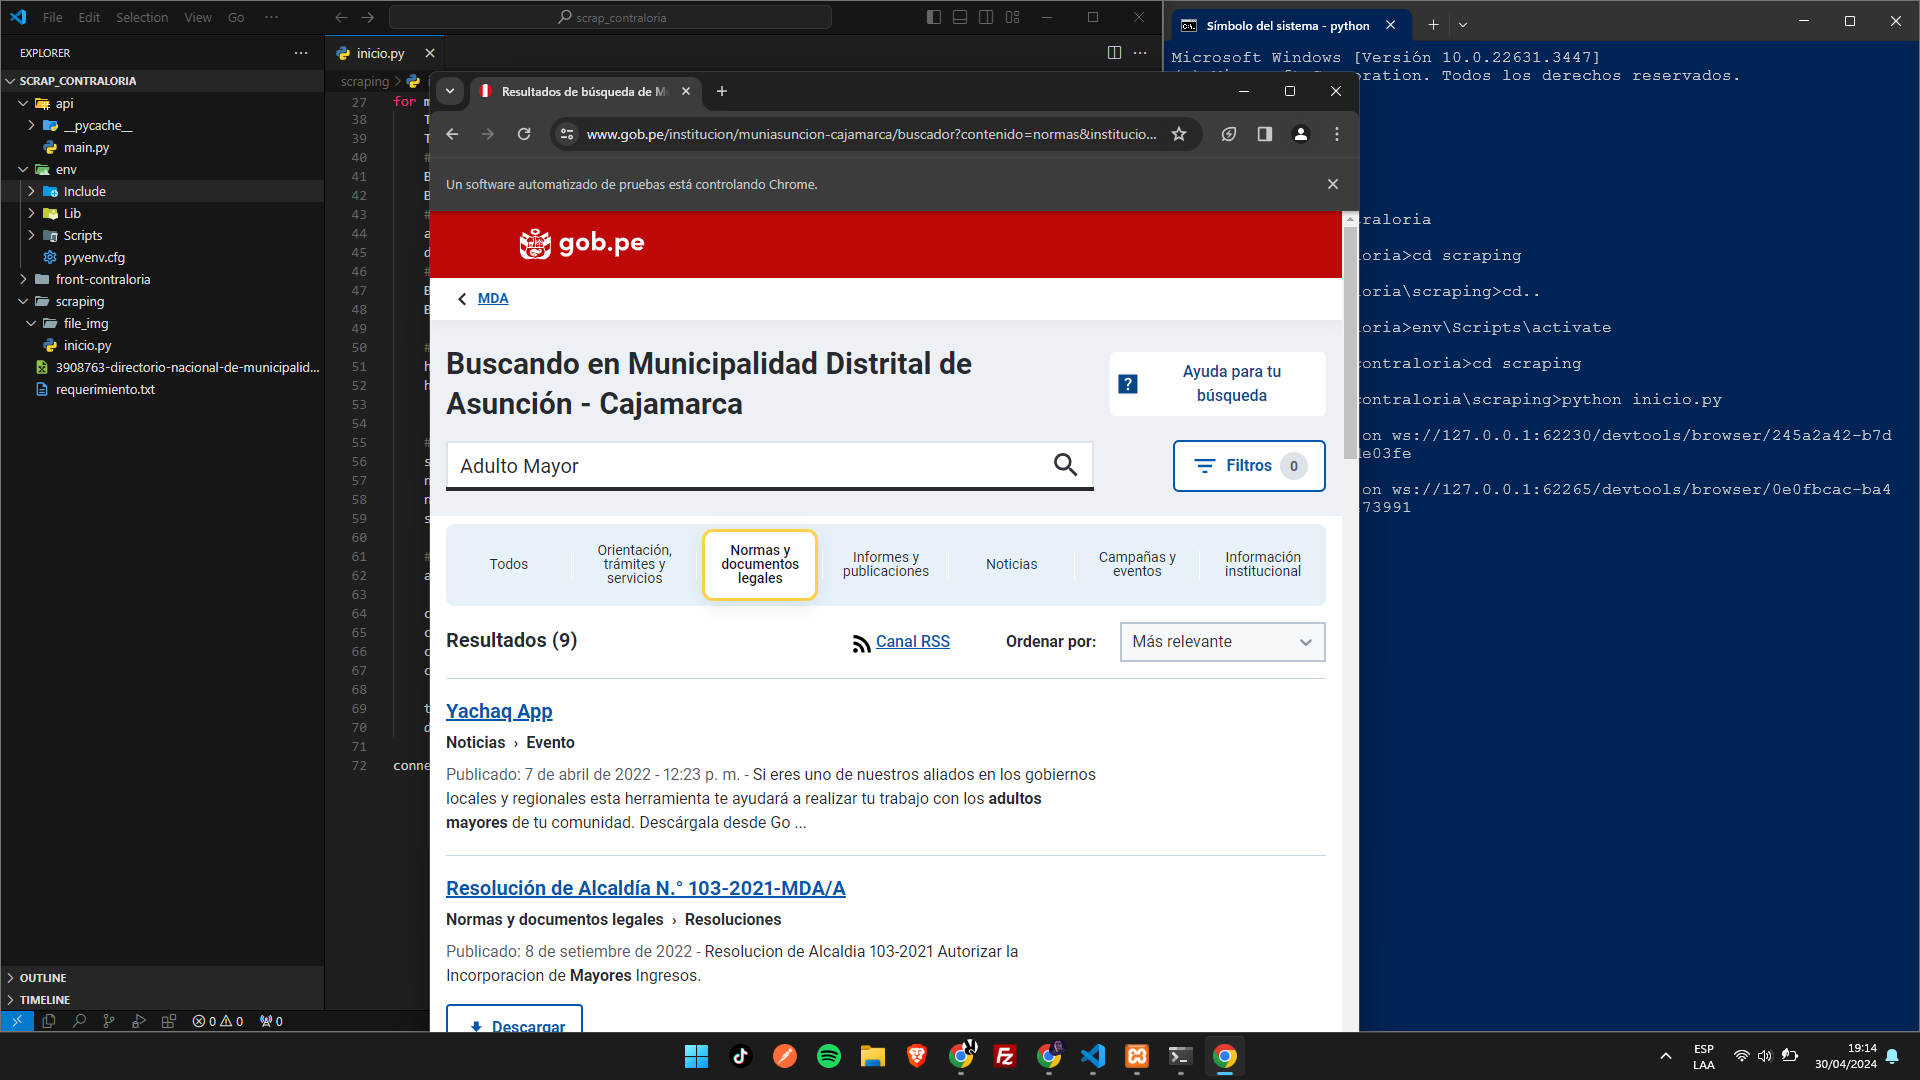 File Edit Selection View Go ···
scrap_contraloria
EXPLORER
SCRAP_CONTRALORIA
api
__pycache__
main.py
env
Include
Lib
Scripts
pyvenv.cfg
front-contraloria
scraping
file_img
inicio.py
3908763-directorio-nacional-de-municipalid...
requerimiento.txt
OUTLINE
TIMELINE
0 0 0
inicio.py
scraping
27 for m
38 T
39 T
40 #
41 B
42 B
43 #
44 a
45 d
46 #
47 B
48 B
49
50 #
51 h
52 h
53
54
55 #
56 s
57 n
58 n
59 s
60
61 #
62 a
63
64 c
65 c
66 c
67 c
68
69 t
70 d
71
72 conne
Resultados de búsqueda de M
www.gob.pe/institucion/muniasuncion-cajamarca/buscador?contenido=normas&institucio...
Un software automatizado de pruebas está controlando Chrome.
gob.pe
MDA
Buscando en Municipalidad Distrital de
Asunción - Cajamarca
? Ayuda para tu
búsqueda
Adulto Mayor
Filtros 0
Todos
Orientación,
trámites y
servicios
Normas y
documentos
legales
Informes y
publicaciones
Noticias
Campañas y
eventos
Información
institucional
Resultados (9)
Canal RSS
Ordenar por:
Más relevante
Yachaq App
Noticias › Evento
Publicado: 7 de abril de 2022 - 12:23 p. m. - Si eres uno de nuestros aliados en los gobiernos
locales y regionales esta herramienta te ayudará a realizar tu trabajo con los adultos
mayores de tu comunidad. Descárgala desde Go ...
Resolución de Alcaldía N.° 103-2021-MDA/A
Normas y documentos legales › Resoluciones
Publicado: 8 de setiembre de 2022 - Resolucion de Alcaldia 103-2021 Autorizar la
Incorporacion de Mayores Ingresos.
Descargar
Símbolo del sistema - python
Microsoft Windows [Versión 10.0.22631.3447]
oration. Todos los derechos reservados.
raloria
oria>cd scraping
oria\scraping>cd..
oria>env\Scripts\activate
contraloria>cd scraping
contraloria\scraping>python inicio.py
on ws://127.0.0.1:62230/devtools/browser/245a2a42-b7d
e03fe
on ws://127.0.0.1:62265/devtools/browser/0e0fbcac-ba4
73991
ESP
LAA
19:14
30/04/2024